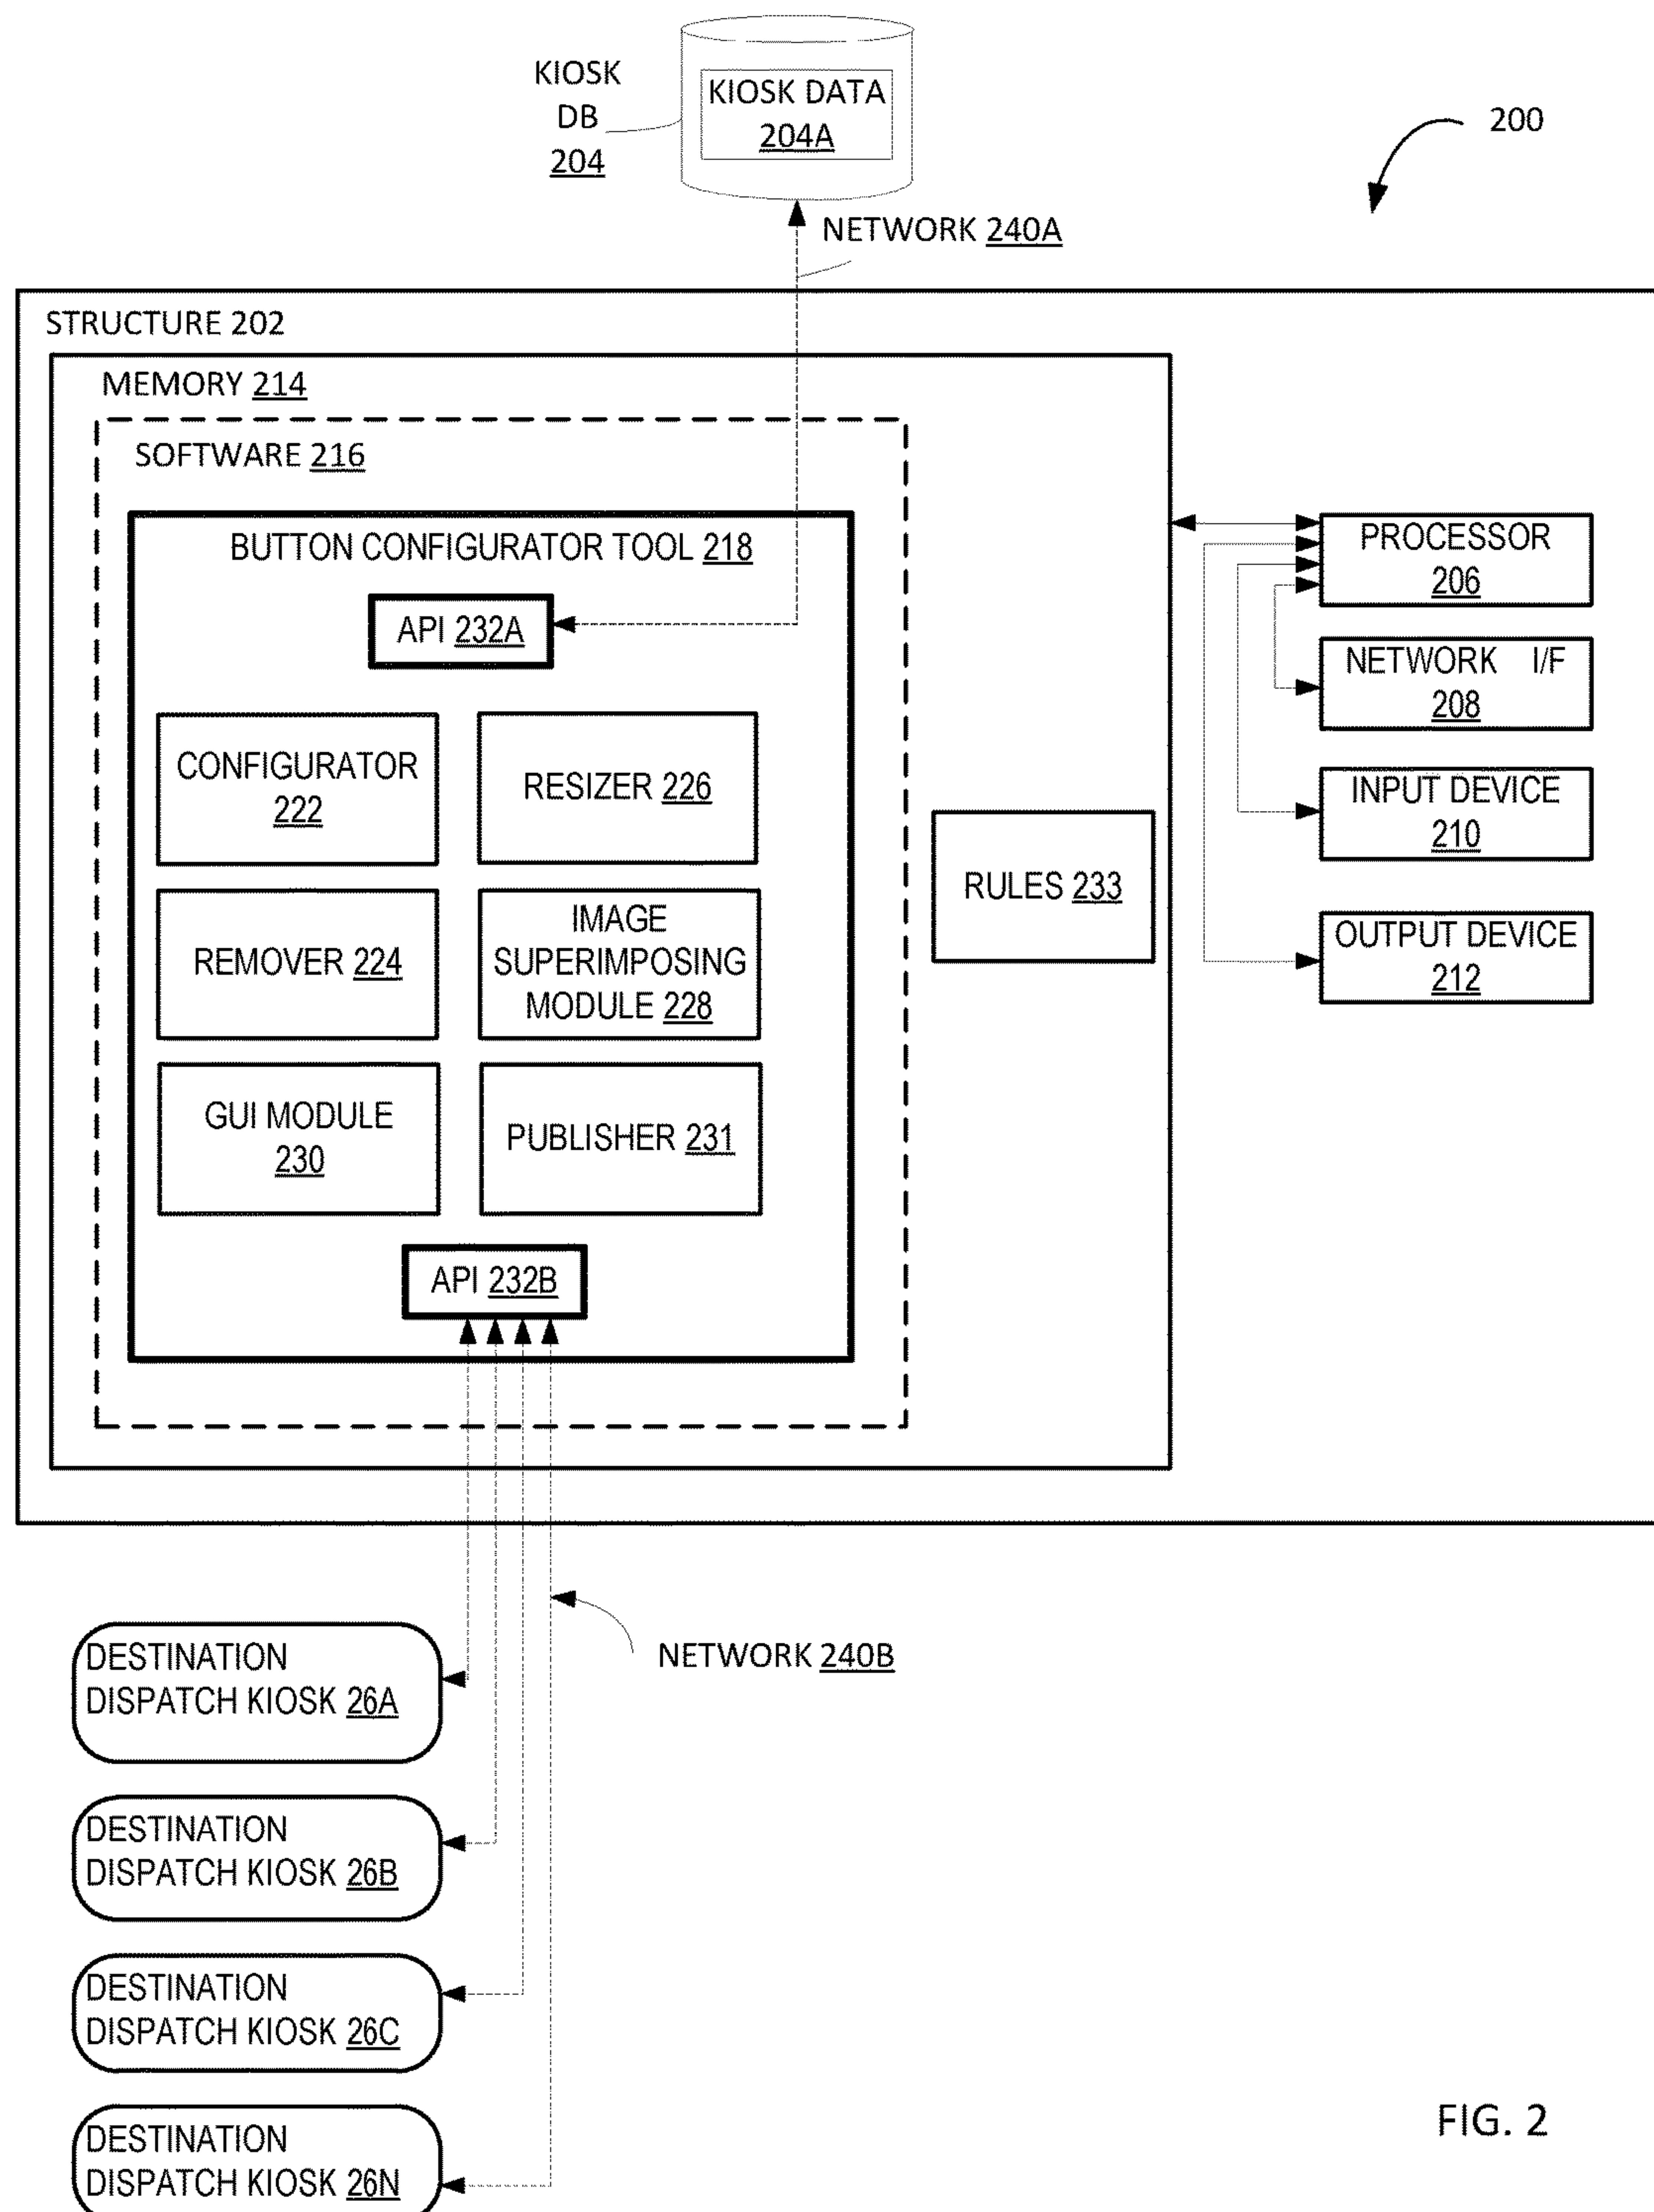 KIOSK
DB
204
KIOSK DATA
204A
200
NETWORK 240A
STRUCTURE 202
MEMORY 214
SOFTWARE 216
BUTTON CONFIGURATOR TOOL 218
API 232A
CONFIGURATOR
222
RESIZER 226
REMOVER 224
IMAGE
SUPERIMPOSING
MODULE 228
GUI MODULE
230
PUBLISHER 231
API 232B
RULES 233
PROCESSOR
206
NETWORK I/F
208
INPUT DEVICE
210
OUTPUT DEVICE
212
NETWORK 240B
DESTINATION
DISPATCH KIOSK 26A
DESTINATION
DISPATCH KIOSK 26B
DESTINATION
DISPATCH KIOSK 26C
DESTINATION
DISPATCH KIOSK 26N
FIG. 2